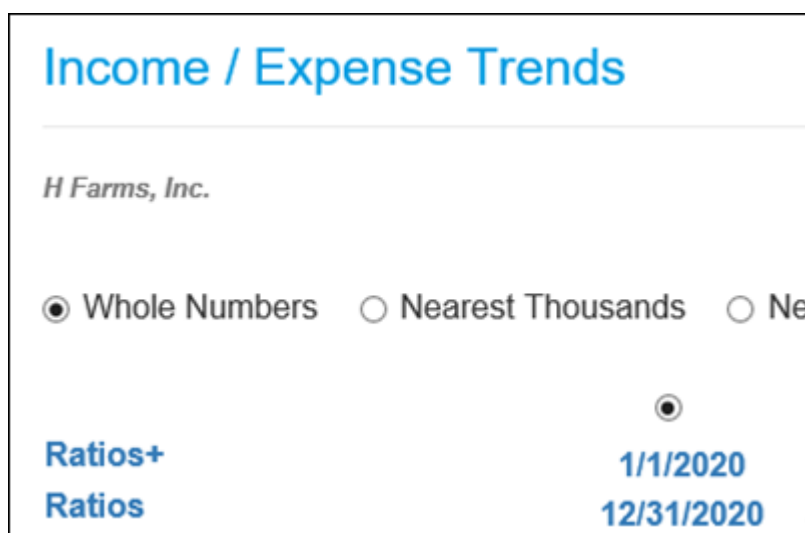 Income / Expense Trends
H Farms, Inc.
Whole Numbers Nearest Thousands
Ratios+ 1/1/2020
Ratios 12/31/2020